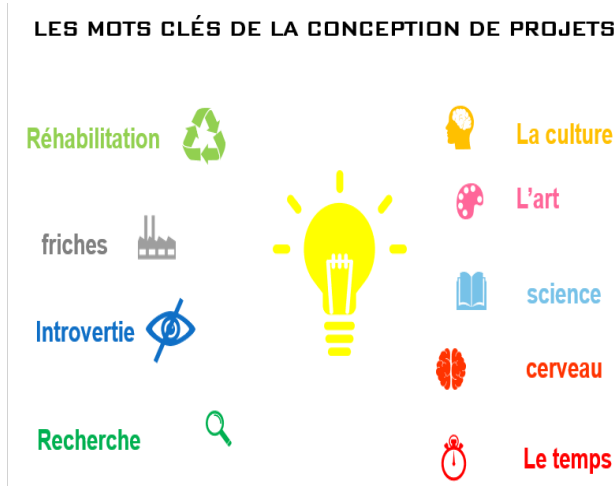 LES MOTS CLÉS DE LA CONCEPTION DE PROJETS
Réhabilitation
friches
Introvertie
Recherche
La culture
L'art
science
cerveau
Le temps